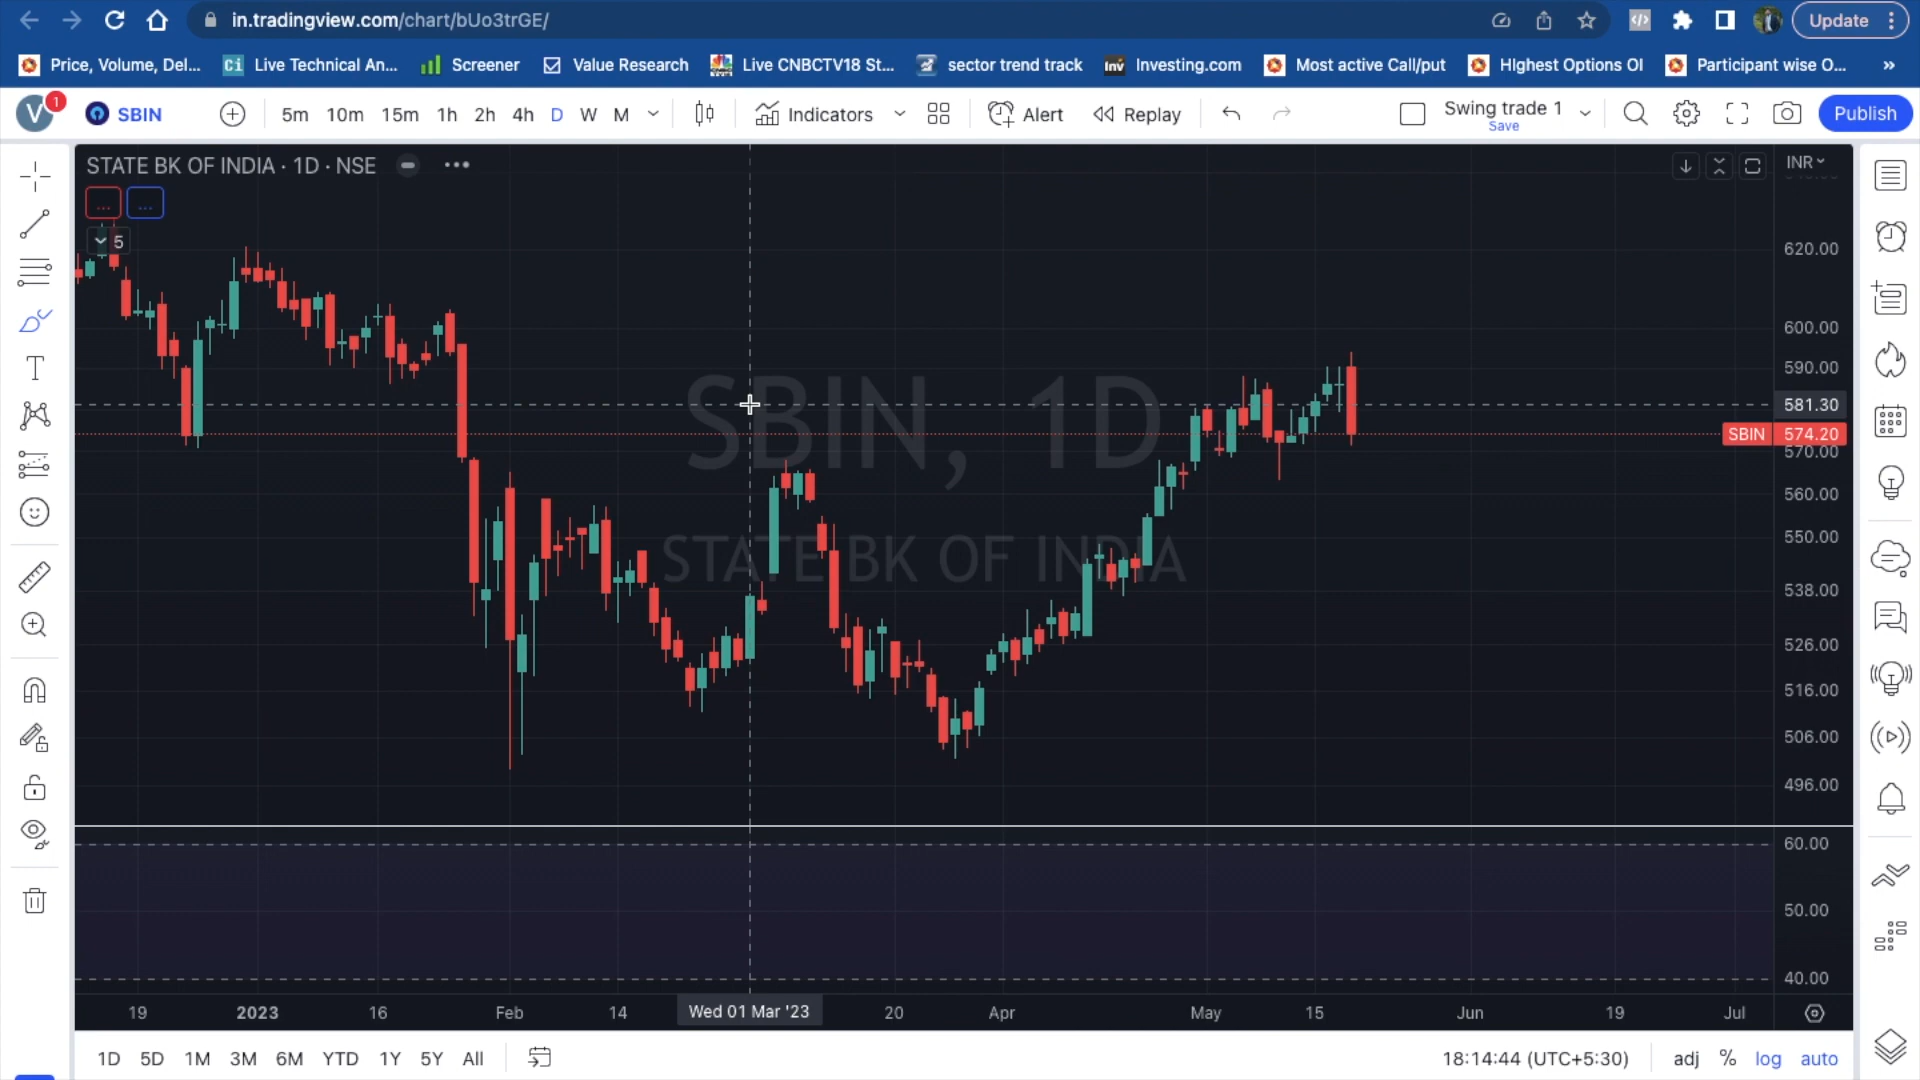 in.tradingview.com/chart/bUo3trGE/
Update
Price, Volume, Del...
Ci Live Technical An...
Screener
Value Research
Live CNBCTV18 St...
sector trend track
Inv Investing.com
Most active Call/put
HIghest Options OI
Participant wise O...
»
V 1 SBIN 5m 10m 15m 1h 2h 4h D W M Indicators Alert Replay Swing trade 1 Publish
Save
STATE BK OF INDIA · 1D · NSE
INR
... ...
5
620.00
600.00
590.00
SBIN, 1D
581.30
SBIN 574.20
570.00
560.00
550.00
STATE BK OF INDIA
538.00
526.00
516.00
506.00
496.00
60.00
50.00
40.00
19 2023 16 Feb 14 Wed 01 Mar '23 20 Apr May 15 Jun 19 Jul
1D 5D 1M 3M 6M YTD 1Y 5Y All 18:14:44 (UTC+5:30) adj % log auto